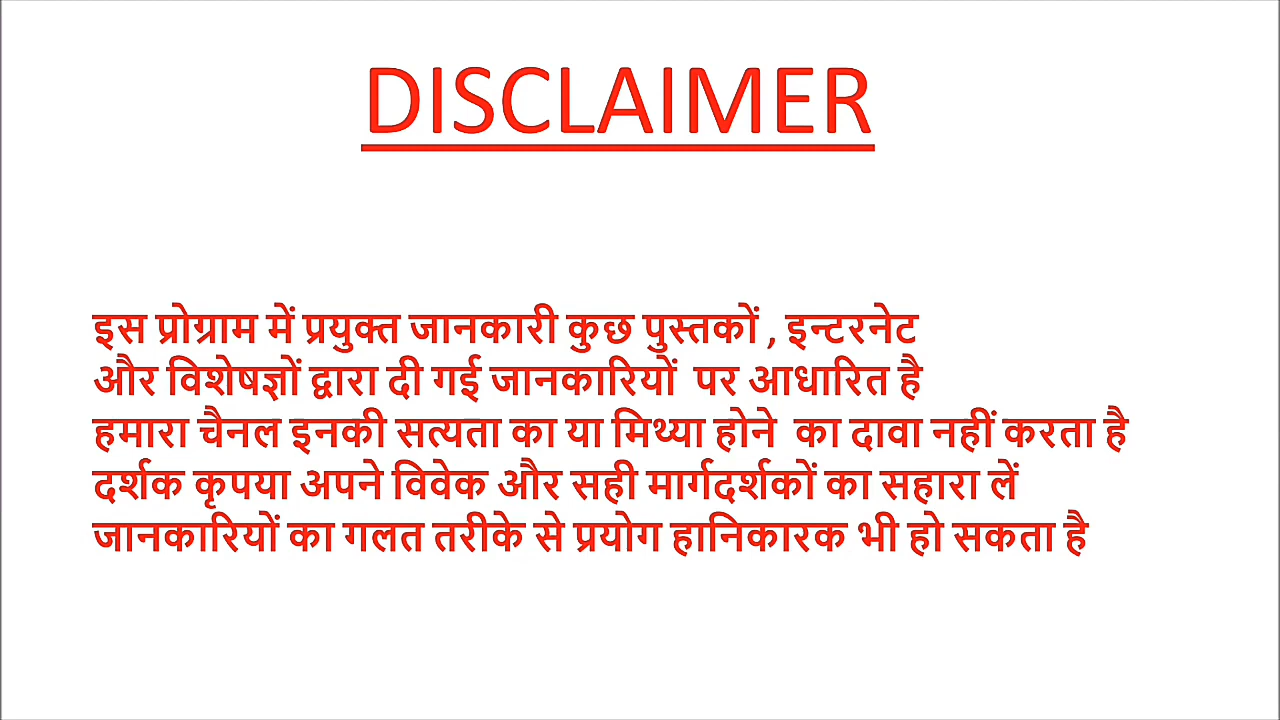 DISCLAIMER
इस प्रोग्राम में प्रयुक्त जानकारी कुछ पुस्तकों , इन्टरनेट
और विशेषज्ञों द्वारा दी गई जानकारियों पर आधारित है
हमारा चैनल इनकी सत्यता का या मिथ्या होने का दावा नहीं करता है
दर्शक कृपया अपने विवेक और सही मार्गदर्शकों का सहारा लें
जानकारियों का गलत तरीके से प्रयोग हानिकारक भी हो सकता है